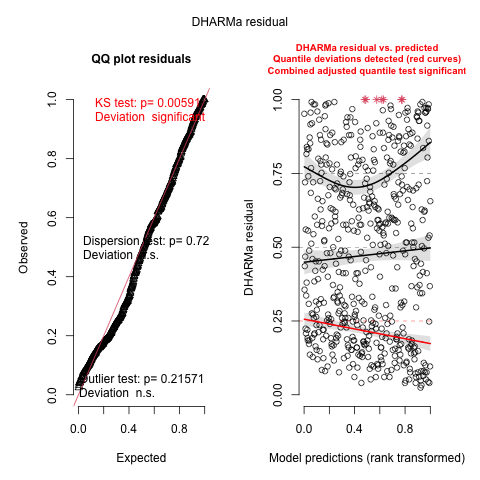 DHARMa residual
QQ plot residuals
KS test: p= 0.00591
Deviation significant
Dispersion test: p= 0.72
Deviation n.s.
Outlier test: p= 0.21571
Deviation n.s.
Observed
0.0 0.2 0.4 0.6 0.8 1.0
0.0 0.4 0.8
Expected
DHARMa residual vs. predicted
Quantile deviations detected (red curves)
Combined adjusted quantile test significant
DHARMa residual
0.00 0.25 0.50 0.75 1.00
0.0 0.4 0.8
Model predictions (rank transformed)